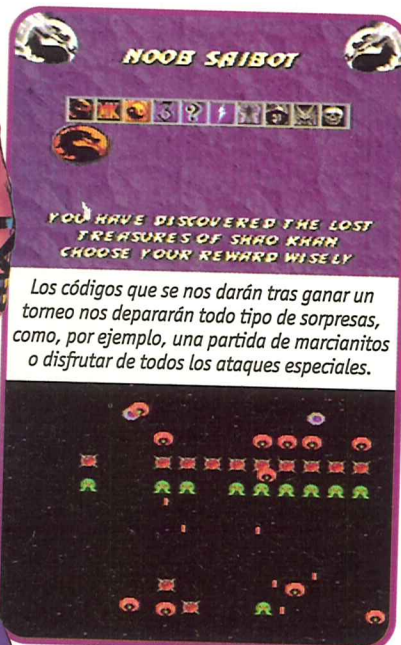 NOOB SAIBOT
YOU HAVE DISCOVERED THE LOST
TREASURES OF SHAO KHAN
CHOOSE YOUR REWARD WISELY
Los códigos que se nos darán tras ganar un
torneo nos depararán todo tipo de sorpresas,
como, por ejemplo, una partida de marcianitos
o disfrutar de todos los ataques especiales.